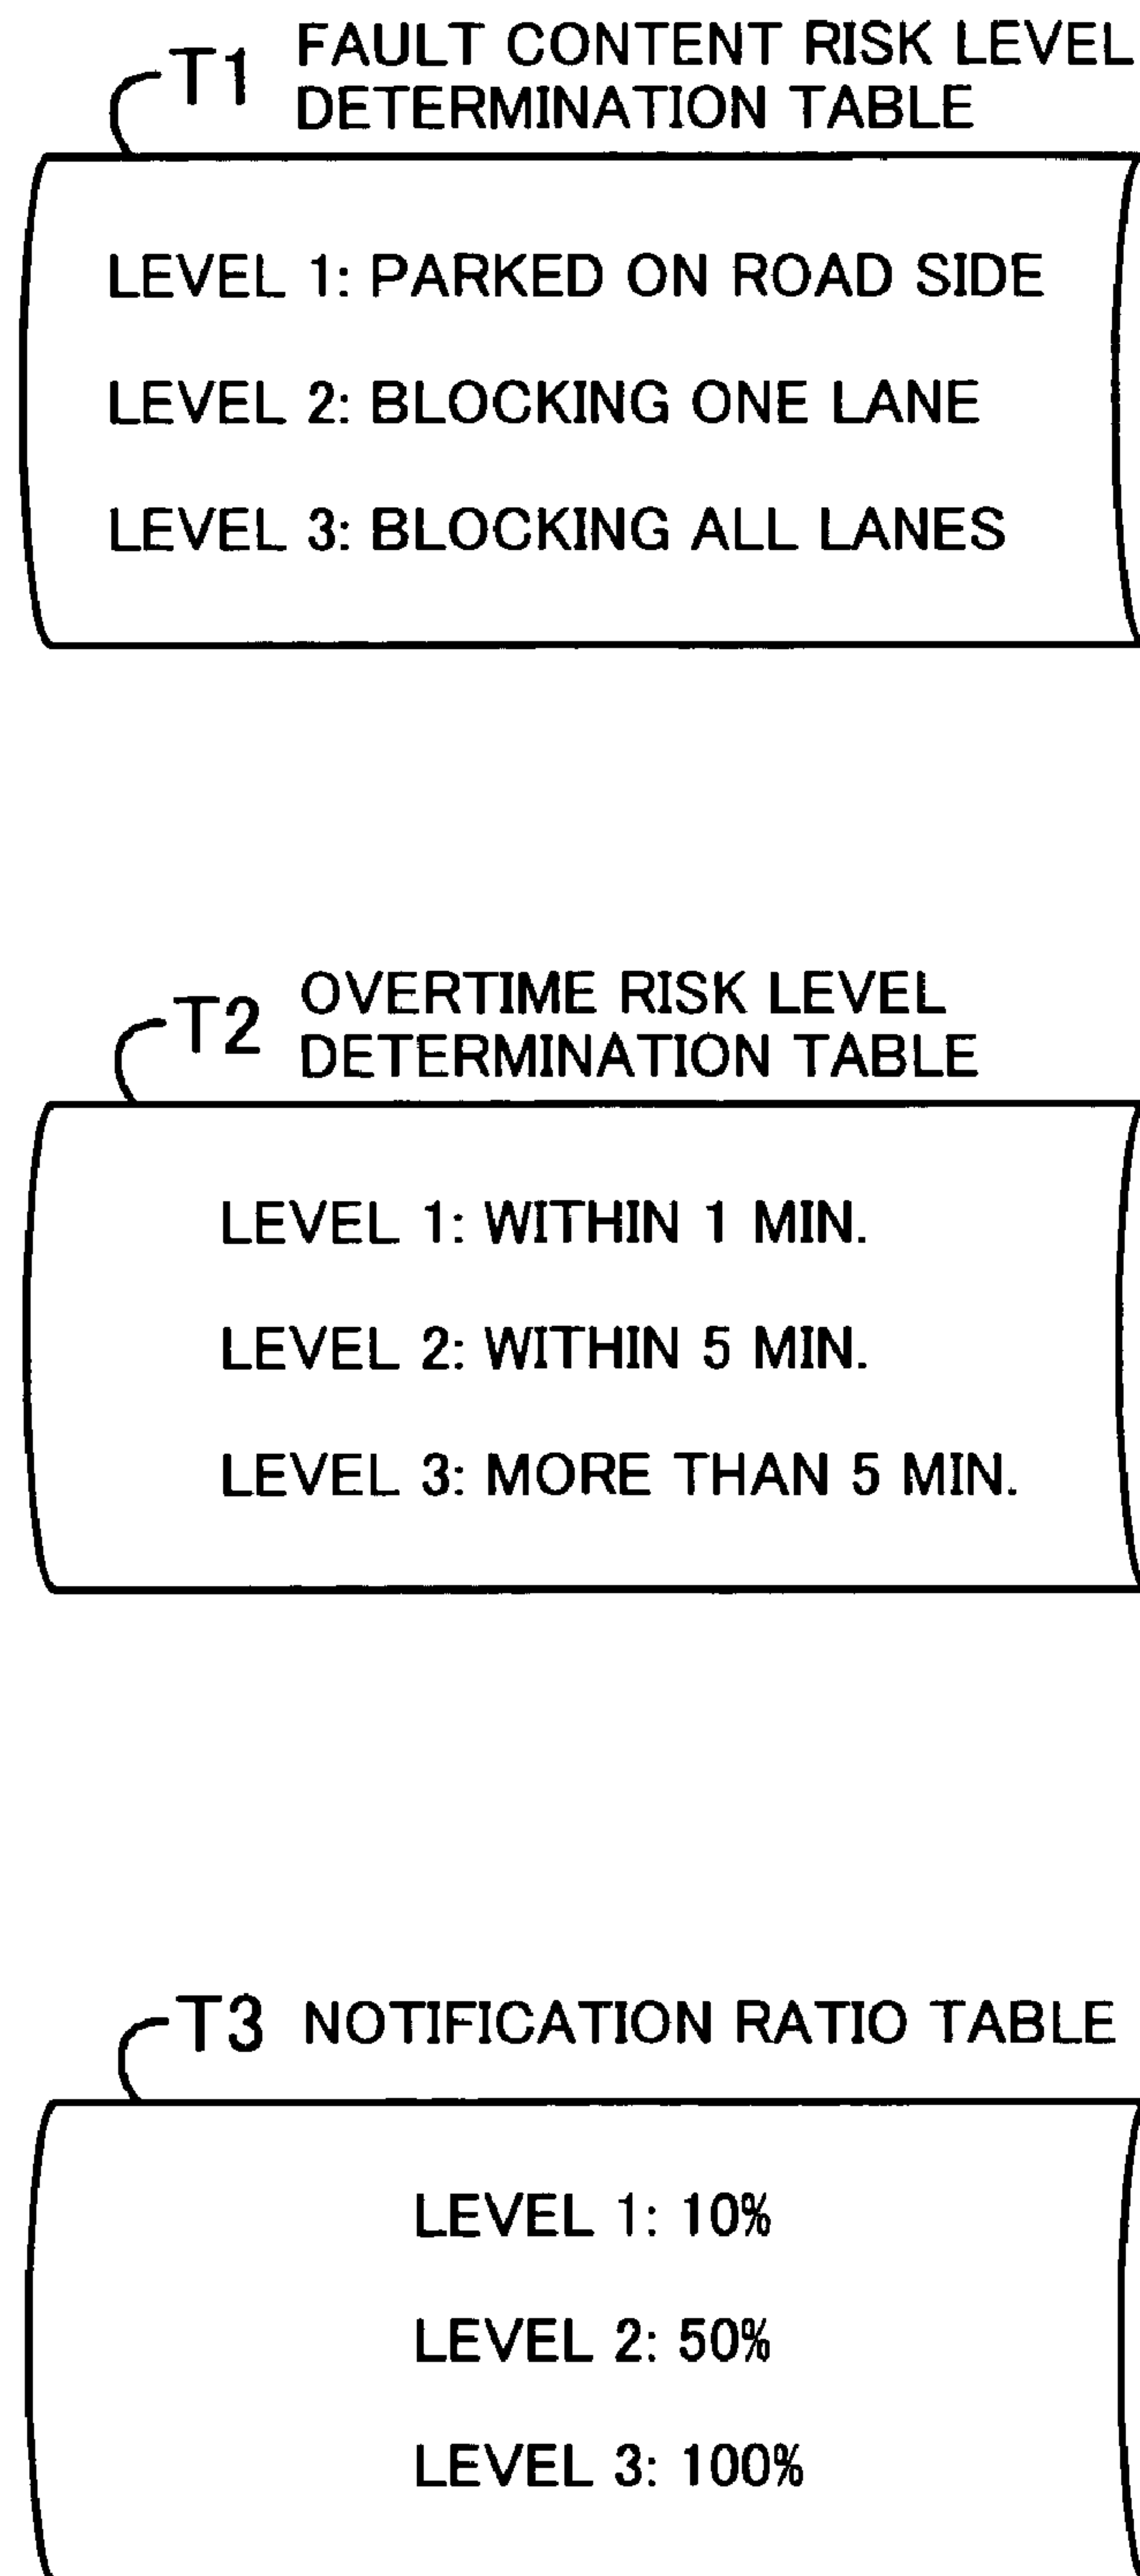 T1 FAULT CONTENT RISK LEVEL
DETERMINATION TABLE
LEVEL 1: PARKED ON ROAD SIDE
LEVEL 2: BLOCKING ONE LANE
LEVEL 3: BLOCKING ALL LANES
T2 OVERTIME RISK LEVEL
DETERMINATION TABLE
LEVEL 1: WITHIN 1 MIN.
LEVEL 2: WITHIN 5 MIN.
LEVEL 3: MORE THAN 5 MIN.
T3 NOTIFICATION RATIO TABLE
LEVEL 1: 10%
LEVEL 2: 50%
LEVEL 3: 100%